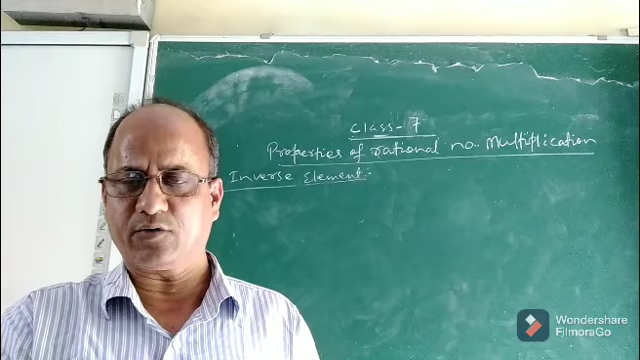 Class-7
Properties of rational no.. Multiplication
Inverse Element:-
Wondershare
FilmoraGo